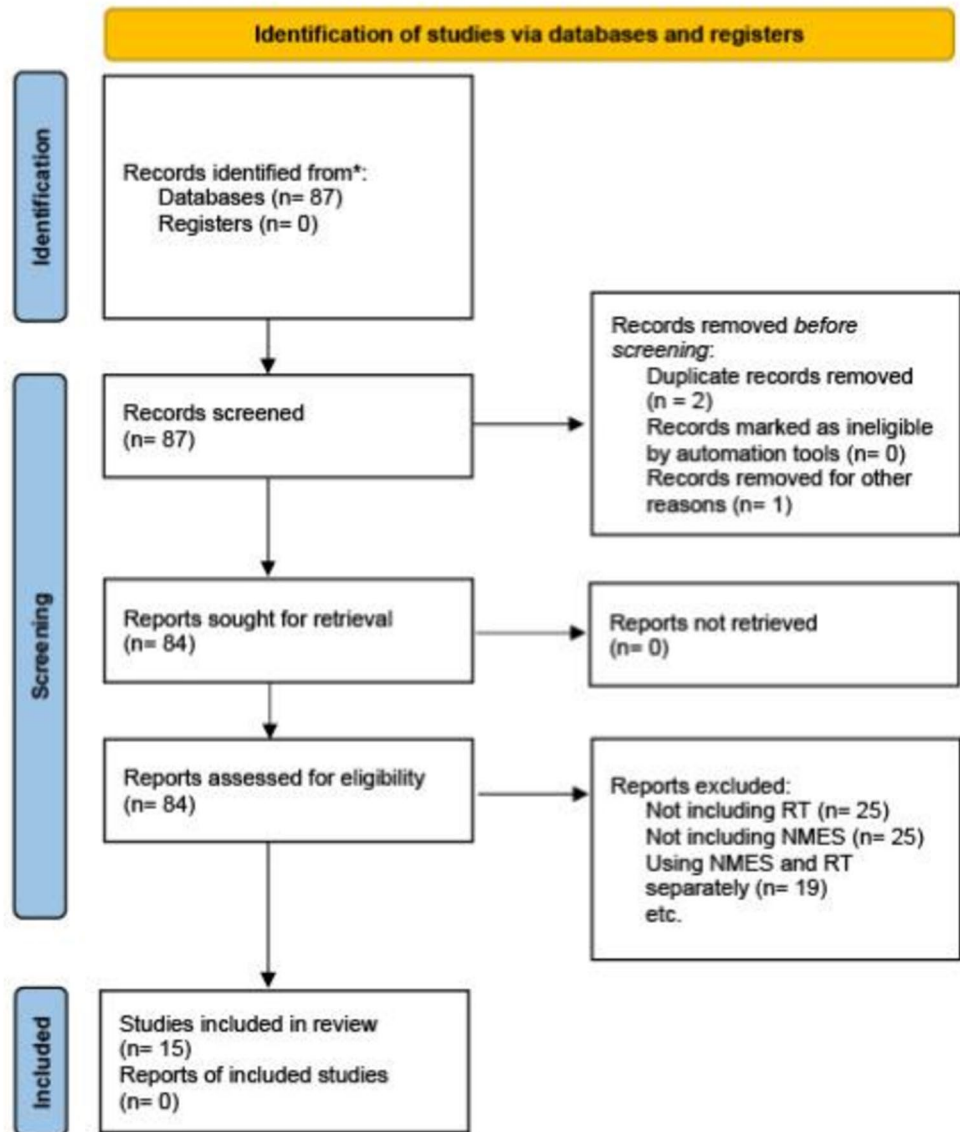 Identification of studies via databases and registers
Identification
Records identified from*:
Databases (n= 87)
Registers (n= 0)
Records removed before
screening:
Duplicate records removed
(n = 2)
Records marked as ineligible
by automation tools (n= 0)
Records removed for other
reasons (n= 1)
Screening
Records screened
(n= 87)
Reports sought for retrieval
(n= 84)
Reports not retrieved
(n= 0)
Reports assessed for eligibility
(n= 84)
Reports excluded:
Not including RT (n= 25)
Not including NMES (n= 25)
Using NMES and RT
separately (n= 19)
etc.
Included
Studies included in review
(n= 15)
Reports of included studies
(n= 0)